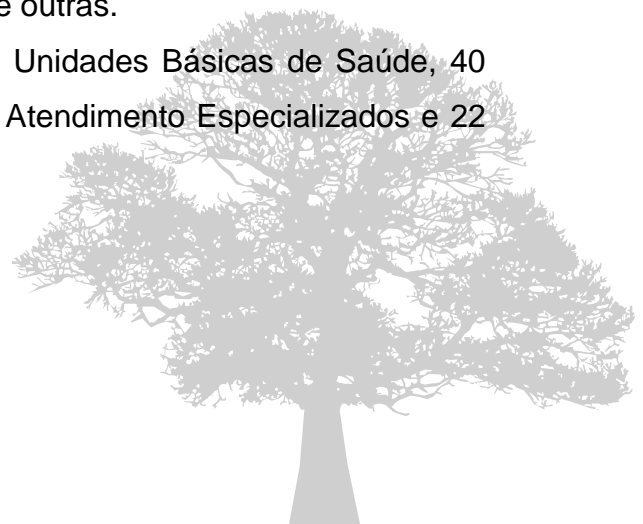 e outras.
Unidades Básicas de Saúde, 40
Atendimento Especializados e 22